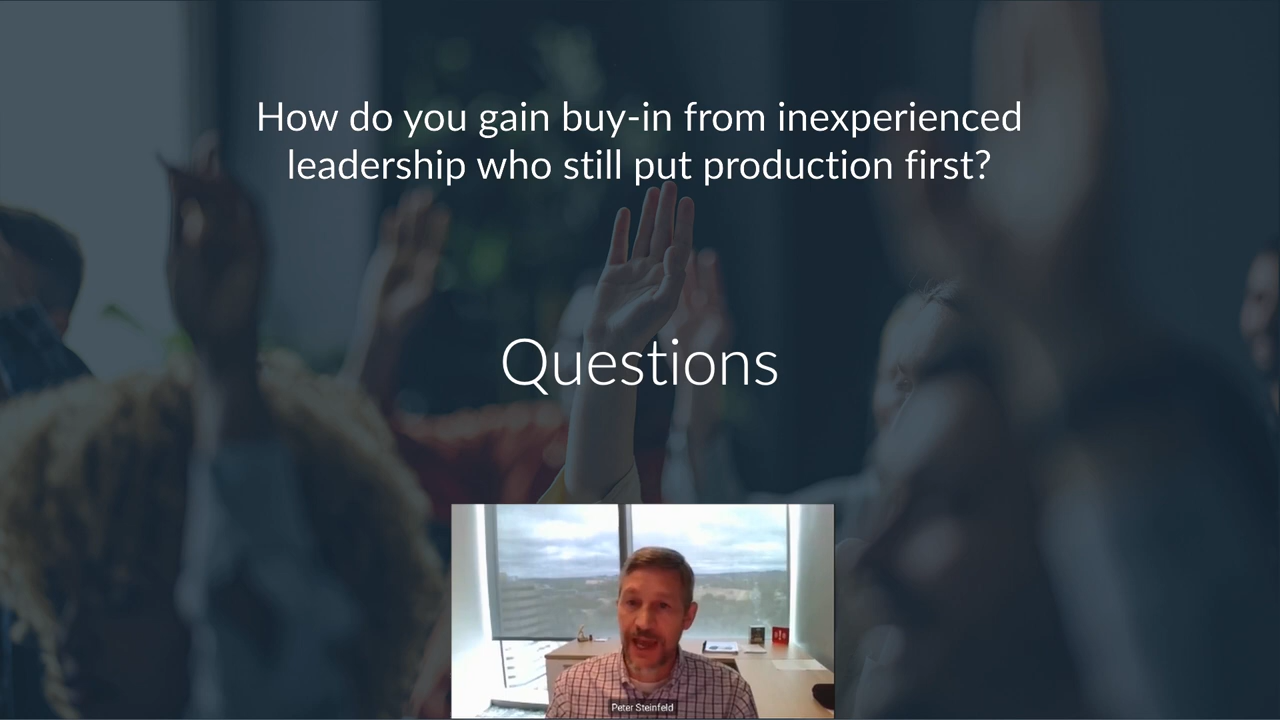 How do you gain buy-in from inexperienced
leadership who still put production first?
Questions
Peter Steinfeld